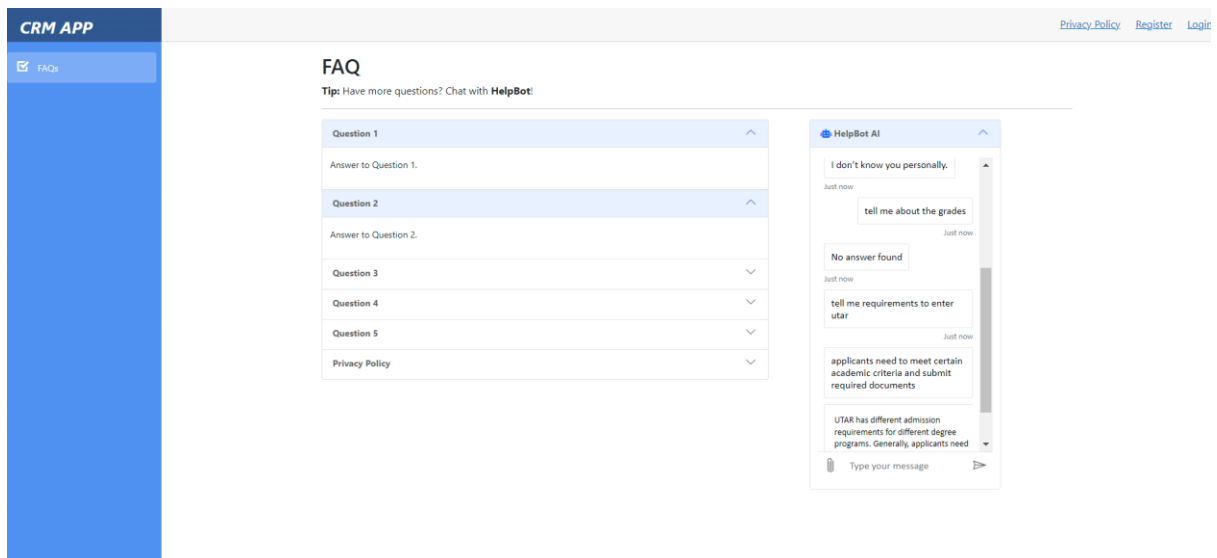 CRM APP
Privacy Policy Register Login
FAQs
FAQ
Tip: Have more questions? Chat with HelpBot!
Question 1
Answer to Question 1.
Question 2
Answer to Question 2.
Question 3
Question 4
Question 5
Privacy Policy
HelpBot AI
I don't know you personally.
Just now
tell me about the grades
Just now
No answer found
Just now
tell me requirements to enter
utar
Just now
applicants need to meet certain
academic criteria and submit
required documents
UTAR has different admission
requirements for different degree
programs. Generally, applicants need
Type your message